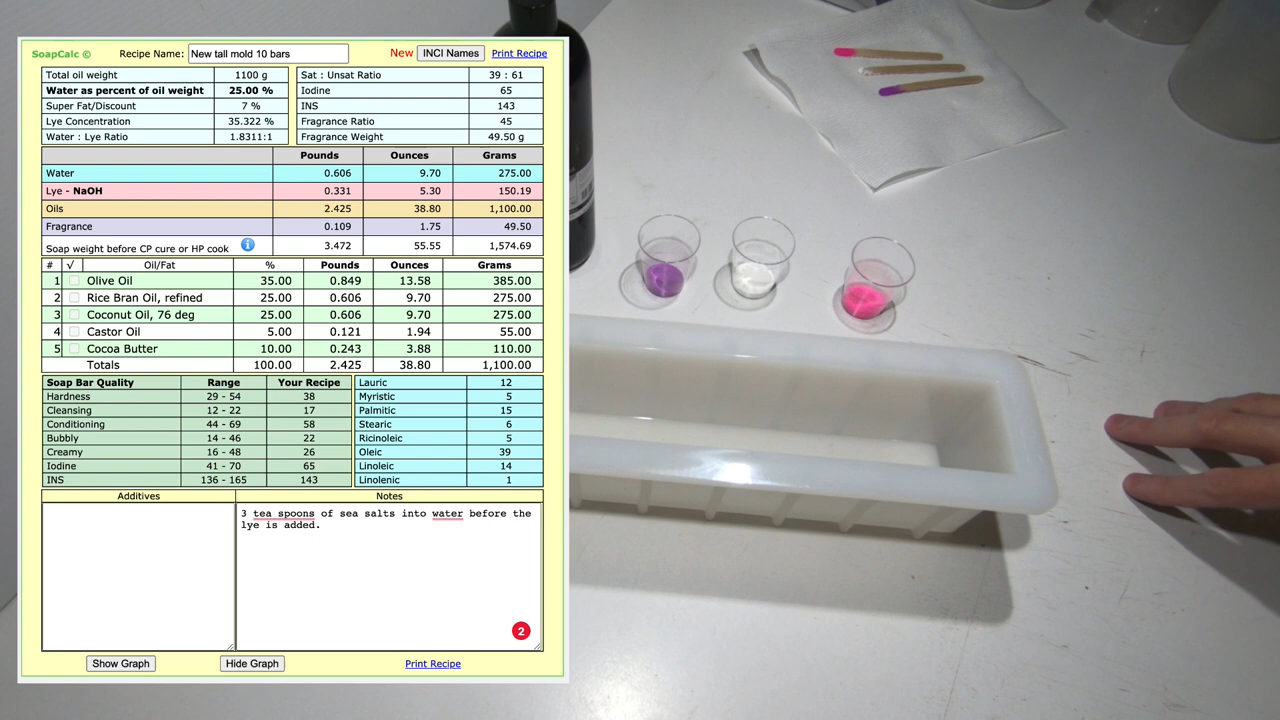 SoapCalc © Recipe Name: New tall mold 10 bars New INCI Names Print Recipe
Total oil weight 1100 g
Water as percent of oil weight 25.00 %
Super Fat/Discount 7 %
Lye Concentration 35.322 %
Water : Lye Ratio 1.8311:1
Sat : Unsat Ratio 39 : 61
Iodine 65
INS 143
Fragrance Ratio 45
Fragrance Weight 49.50 g
Pounds Ounces Grams
Water 0.606 9.70 275.00
Lye - NaOH 0.331 5.30 150.19
Oils 2.425 38.80 1,100.00
Fragrance 0.109 1.75 49.50
Soap weight before CP cure or HP cook i 3.472 55.55 1,574.69
# √ Oil/Fat % Pounds Ounces Grams
1 Olive Oil 35.00 0.849 13.58 385.00
2 Rice Bran Oil, refined 25.00 0.606 9.70 275.00
3 Coconut Oil, 76 deg 25.00 0.606 9.70 275.00
4 Castor Oil 5.00 0.121 1.94 55.00
5 Cocoa Butter 10.00 0.243 3.88 110.00
Totals 100.00 2.425 38.80 1,100.00
Soap Bar Quality Range Your Recipe
Hardness 29 - 54 38
Cleansing 12 - 22 17
Conditioning 44 - 69 58
Bubbly 14 - 46 22
Creamy 16 - 48 26
Iodine 41 - 70 65
INS 136 - 165 143
Lauric 12
Myristic 5
Palmitic 15
Stearic 6
Ricinoleic 5
Oleic 39
Linoleic 14
Linolenic 1
Additives Notes
3 tea spoons of sea salts into water before the
lye is added.
2
Show Graph Hide Graph Print Recipe